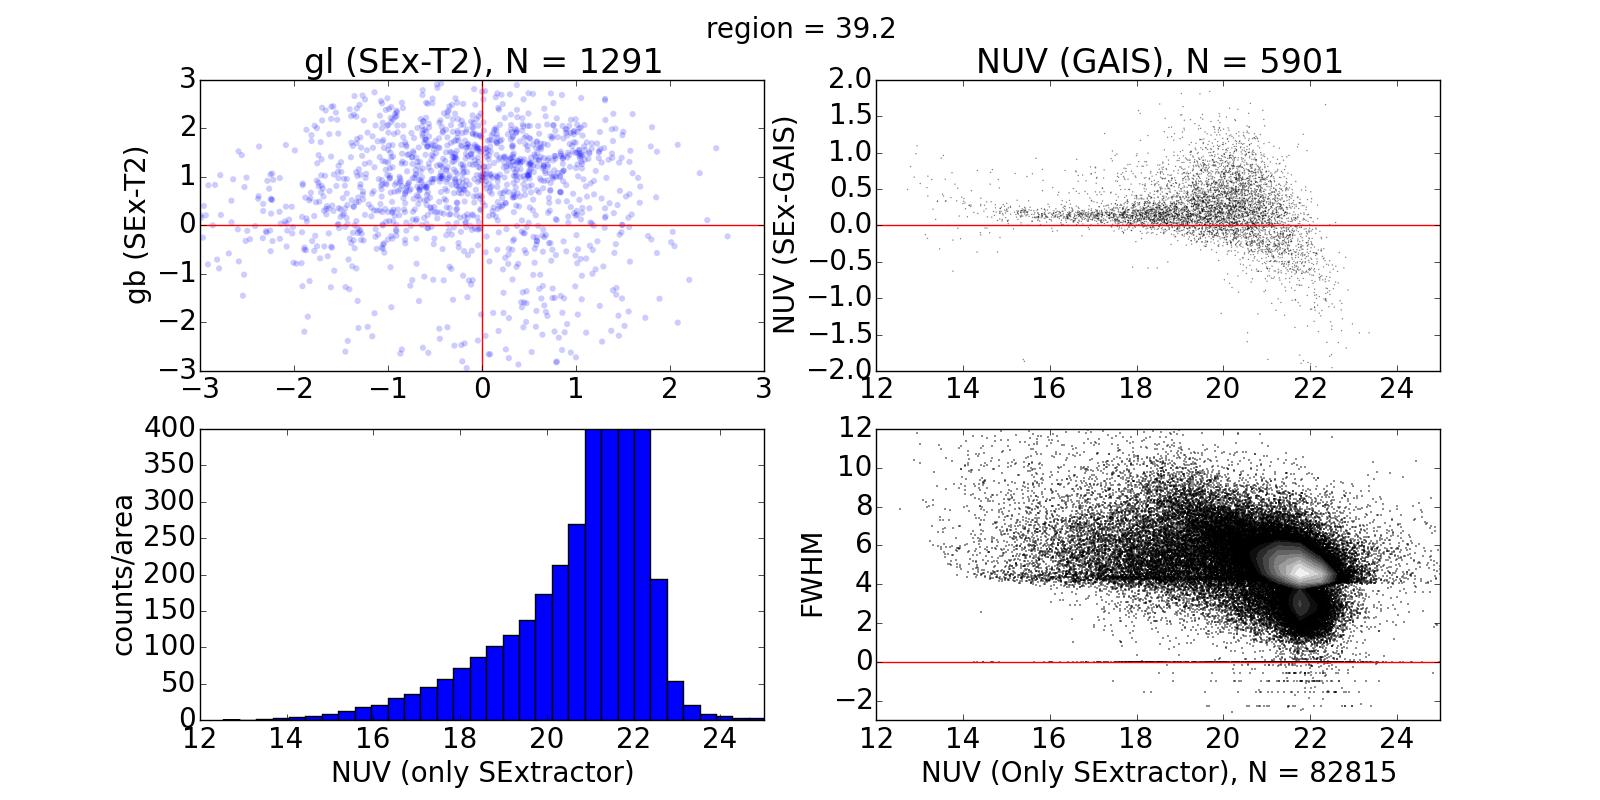 region = 39.2
gl (SEx-T2), N = 1291
NUV (GAIS), N = 5901
3
2
1
0
−1
−2
−3
gb (SEx-T2)
−3 −2 −1 0 1 2 3
2.0
1.5
1.0
0.5
0.0
−0.5
−1.0
−1.5
−2.0
NUV (SEx-GAIS)
12 14 16 18 20 22 24
400
350
300
250
200
150
100
50
0
counts/area
12 14 16 18 20 22 24
NUV (only SExtractor)
12
10
8
6
4
2
0
−2
FWHM
12 14 16 18 20 22 24
NUV (Only SExtractor), N = 82815